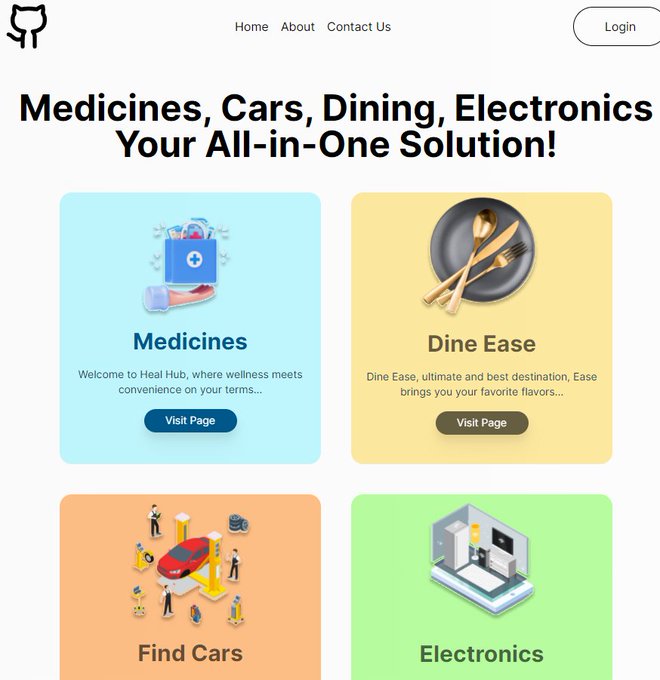 Home About Contact Us
Login
Medicines, Cars, Dining, Electronics
Your All-in-One Solution!
Medicines
Welcome to Heal Hub, where wellness meets
convenience on your terms...
Visit Page
Dine Ease
Dine Ease, ultimate and best destination, Ease
brings you your favorite flavors...
Visit Page
Find Cars
Electronics